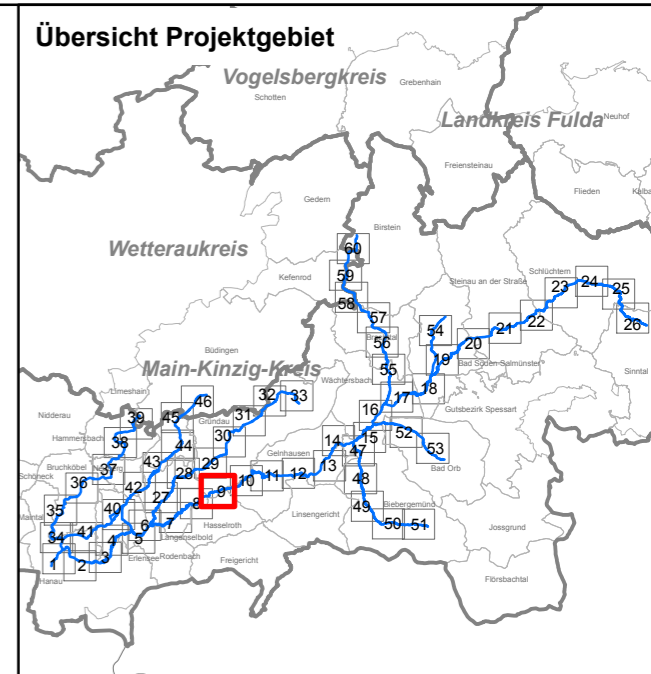 Übersicht Projektgebiet
Vogelsbergkreis
Grebenhain
Schotten
Landkreis Fulda
Neuhof
Freiensteinau
Flieden
Gedern
Birstein
Wetteraukreis
60
Kefenrod
59
Steinau an der Straße
Schlüchtern
23
24
25
58
57
54
22
26
21
56
20
Büdingen
Main-Kinzig-Kreis
19
Bad Soden-Salmünster
Sinntal
Limeshain
46
32
33
Wächtersbach
55
18
17
Nidderau
39
45
31
Gründau
16
Gutsbezirk Spessart
Hammersbach
38
30
44
14
15
52
Gelnhausen
47
53
Bruchköbel
37
43
29
13
Bad Orb
Schöneck
36
28
10
11
12
48
42
9
Linsengericht
Maintal
35
27
8
Hasselroth
49
Biebergemünd
40
41
6
7
50
51
Jossgrund
34
4
5
Langenselbold
Erlensee
Rodenbach
Freigericht
1
2
3
Hanau
Flörsbachtal